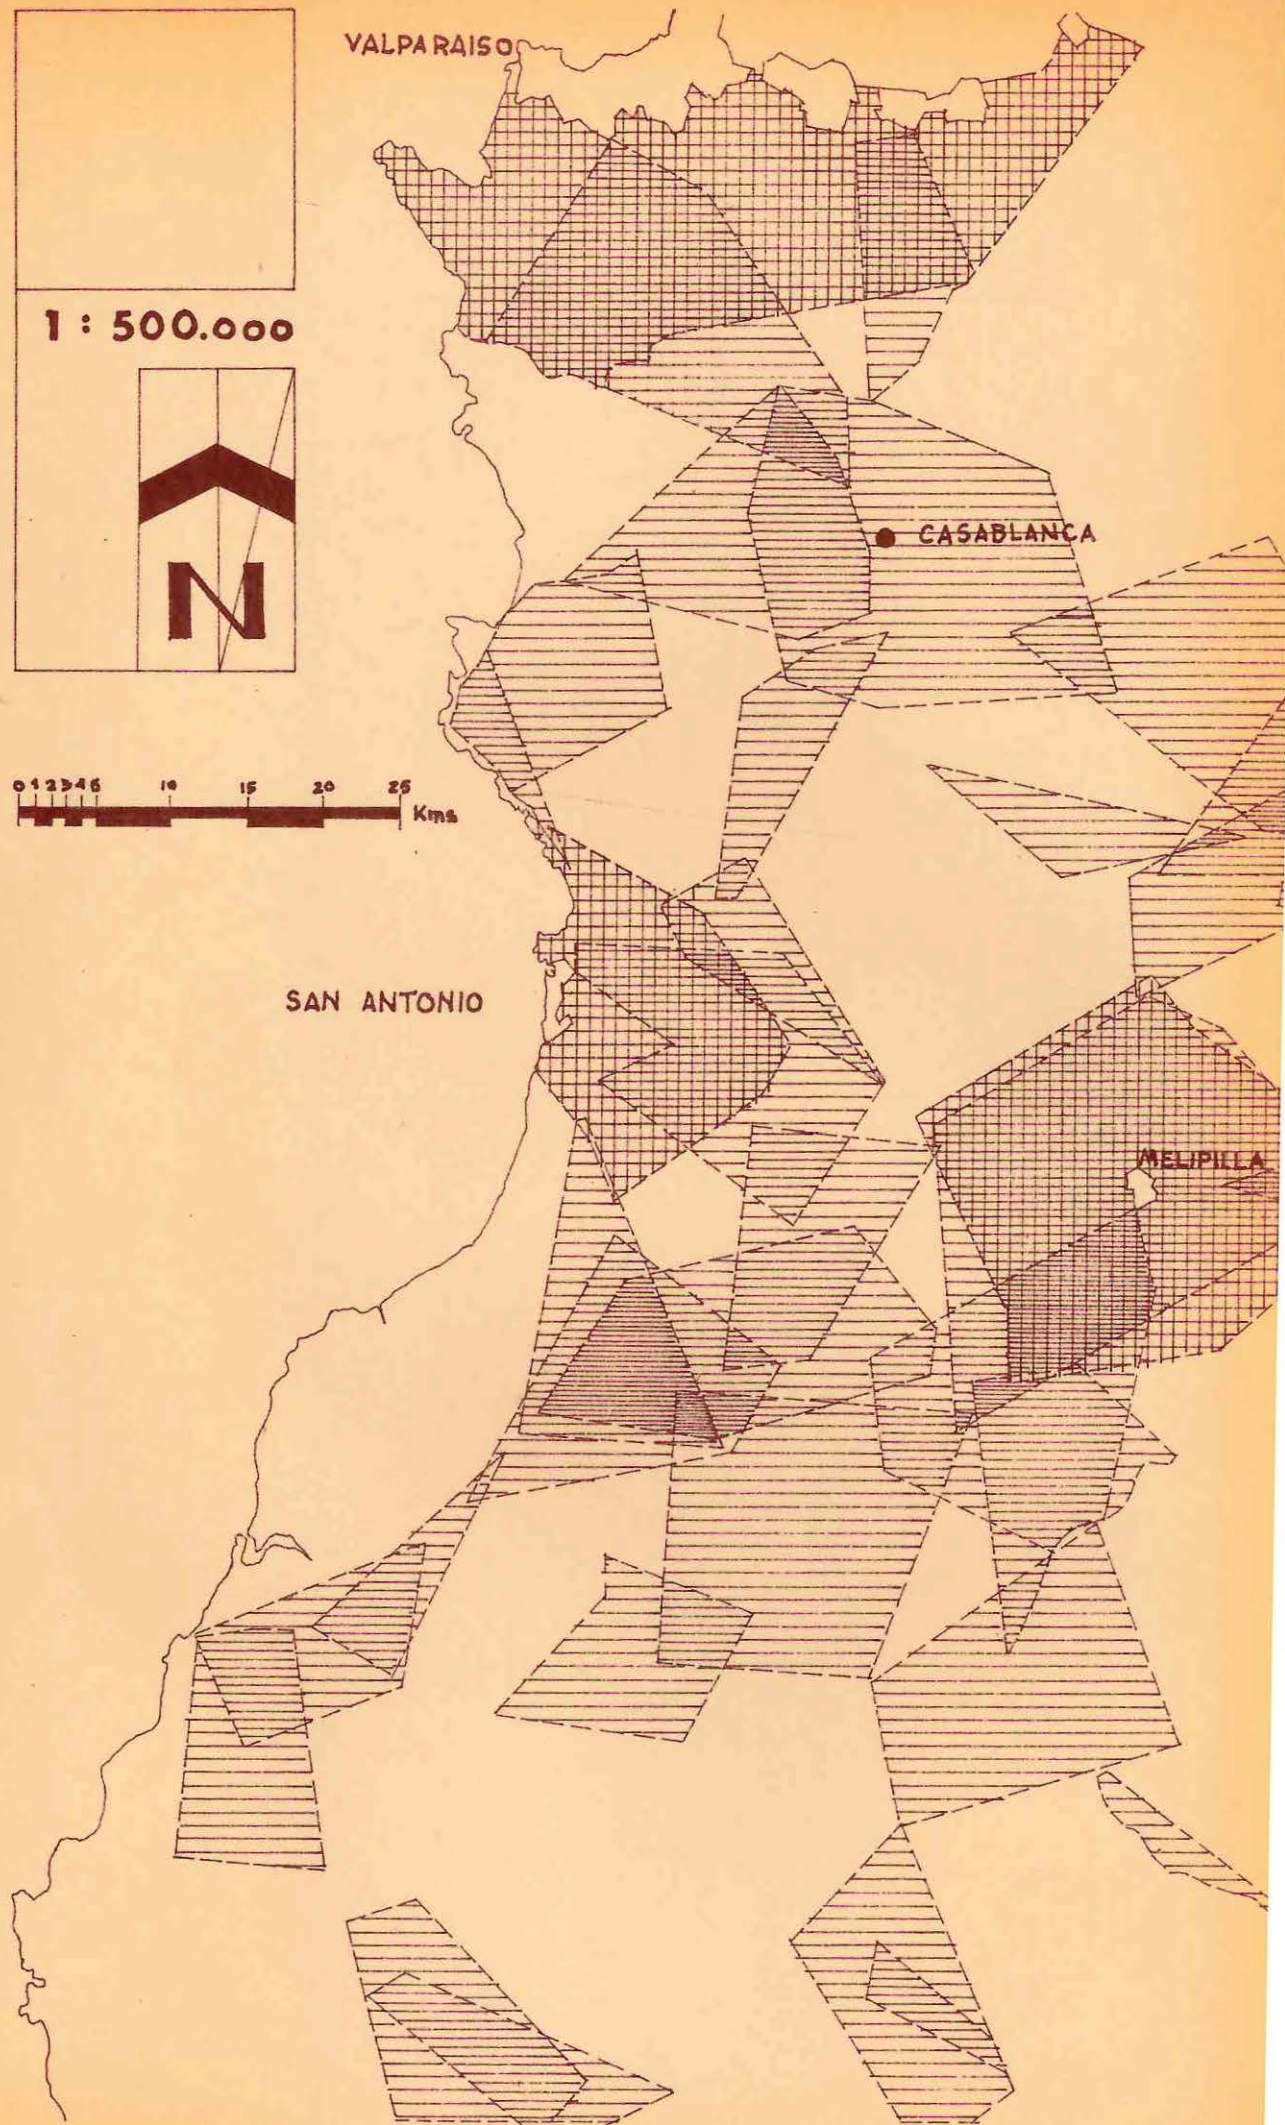 VALPARAISO
1 : 500.000
N
CASABLANCA
0 1 2 3 4 5 10 15 20 25
Kms
SAN ANTONIO
MELIPILLA